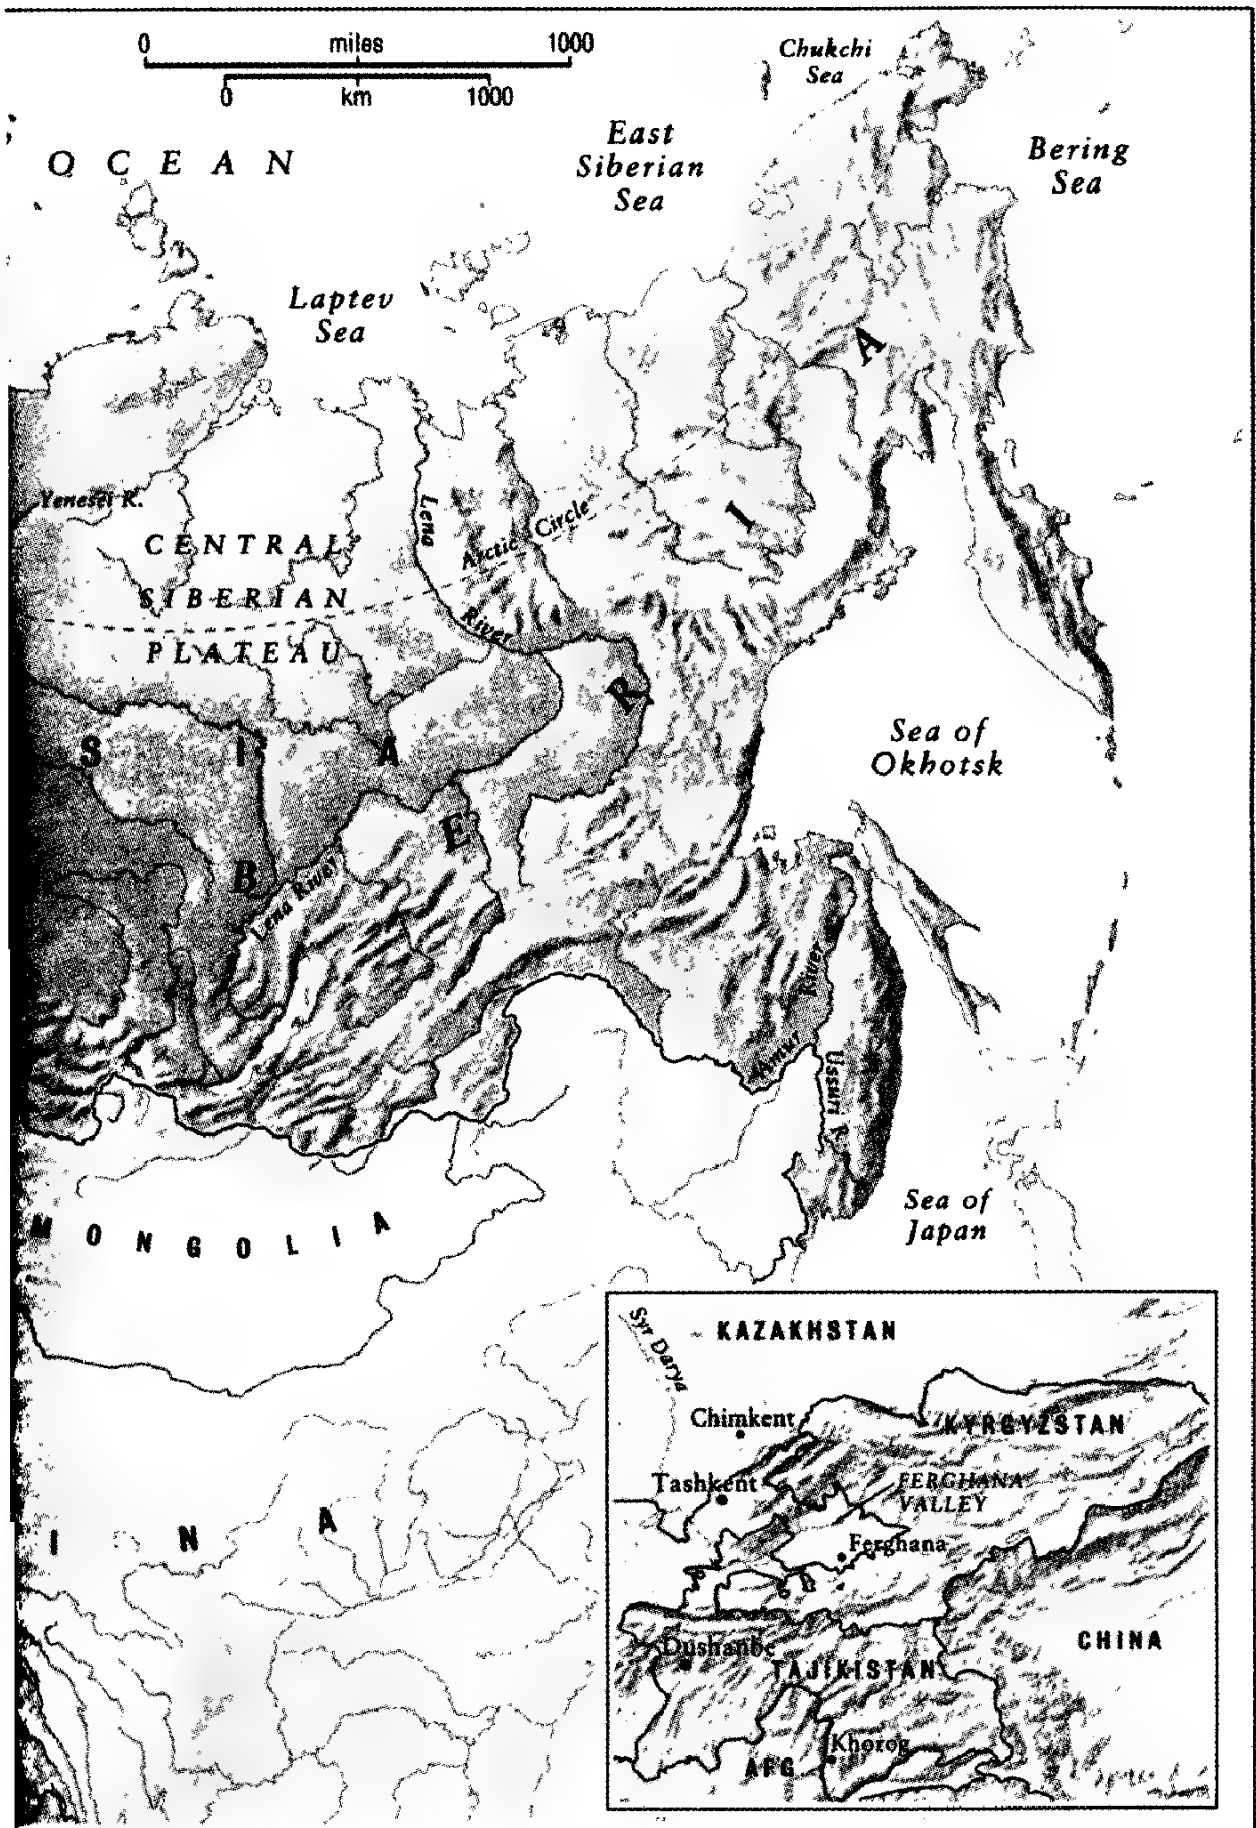 0 miles 1000
0 km 1000
Chukchi
Sea
East
Siberian
Sea
Bering
Sea
OCEAN
Laptev
Sea
Yenesei R.
Lena
River
Arctic Circle
CENTRAL
SIBERIAN
PLATEAU
S I A
B E R I A
Lena River
Sea of
Okhotsk
Amur River
Ussuri R.
Sea of
Japan
MONGOLIA
I N A
Syr Darya
KAZAKHSTAN
Chimkent
KYRGYZSTAN
Tashkent
FERGHANA
VALLEY
Ferghana
CHINA
Dushanbe
TAJIKISTAN
Khorog
AFG